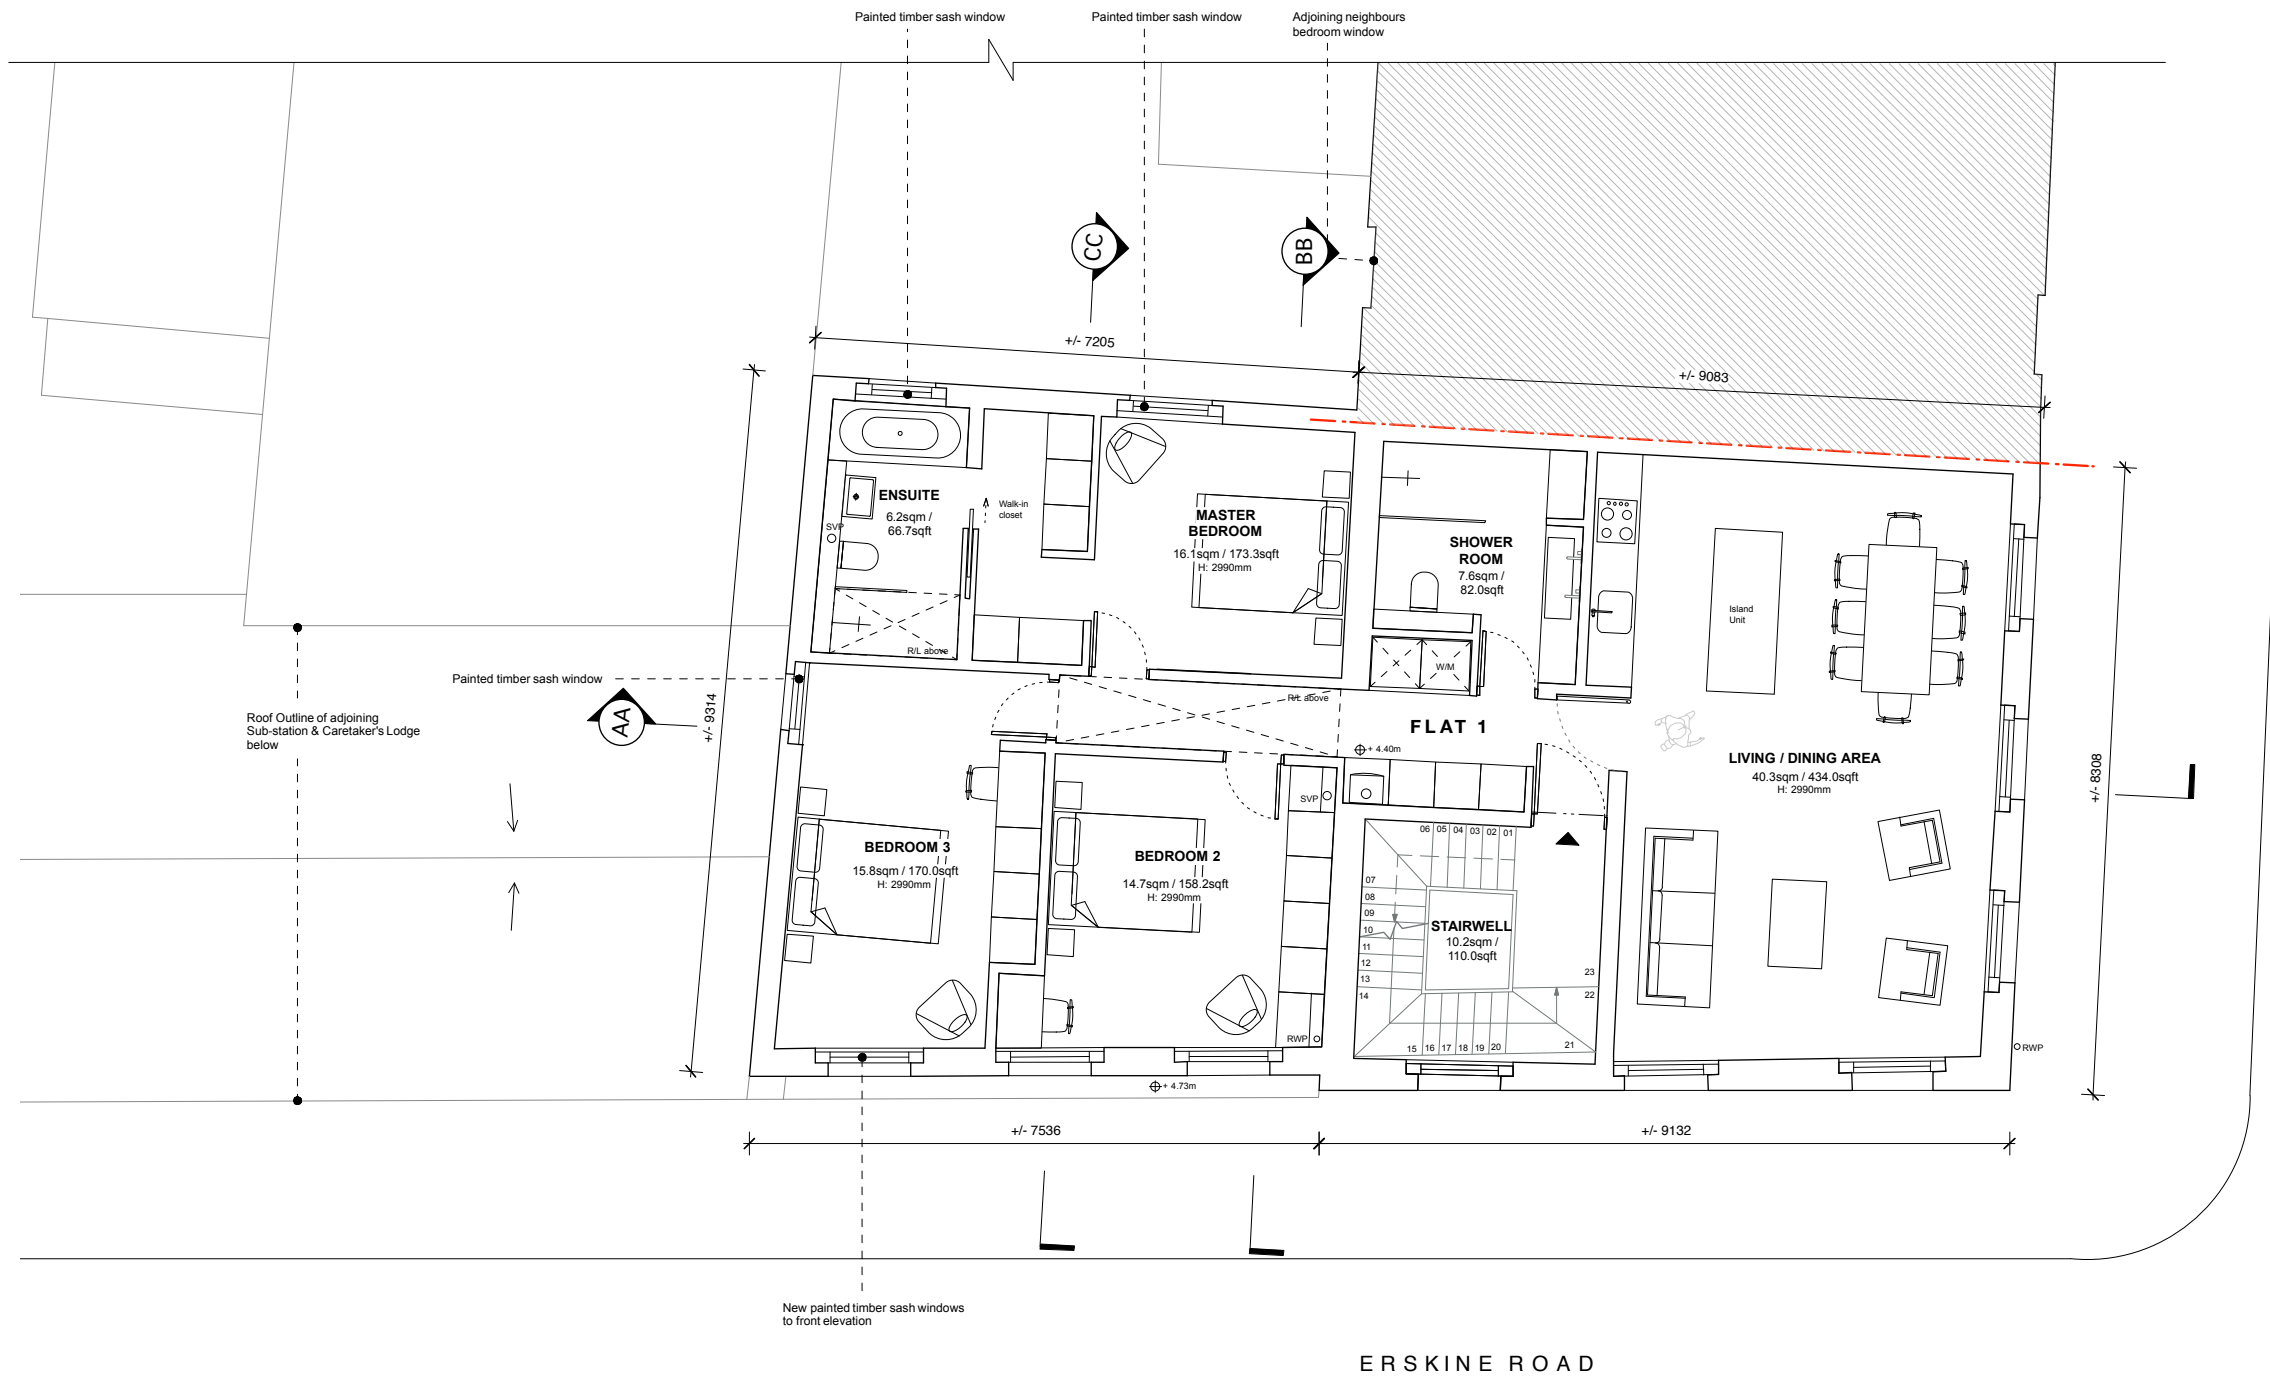 Painted timber sash window
Painted timber sash window
Adjoining neighbours
bedroom window
CC
BB
+/- 7205
+/- 9083
ENSUITE
6.2sqm /
66.7sqft
SVP
Walk-in
closet
R/L above
MASTER
BEDROOM
16.1sqm / 173.3sqft
H: 2990mm
SHOWER
ROOM
7.6sqm /
82.0sqft
W/M
Island
Unit
Painted timber sash window
AA
+/- 9314
Roof Outline of adjoining
Sub-station & Caretaker's Lodge
below
R/L above
FLAT 1
+ 4.40m
LIVING / DINING AREA
40.3sqm / 434.0sqft
H: 2990mm
+/- 8308
SVP
BEDROOM 3
15.8sqm / 170.0sqft
H: 2990mm
BEDROOM 2
14.7sqm / 158.2sqft
H: 2990mm
06 05 04 03 02 01
07
08
09
10
11
12
13
14
STAIRWELL
10.2sqm /
110.0sqft
23
22
21
15 16 17 18 19 20
RWP
RWP
+ 4.73m
+/- 7536
+/- 9132
New painted timber sash windows
to front elevation
ERSKINE ROAD